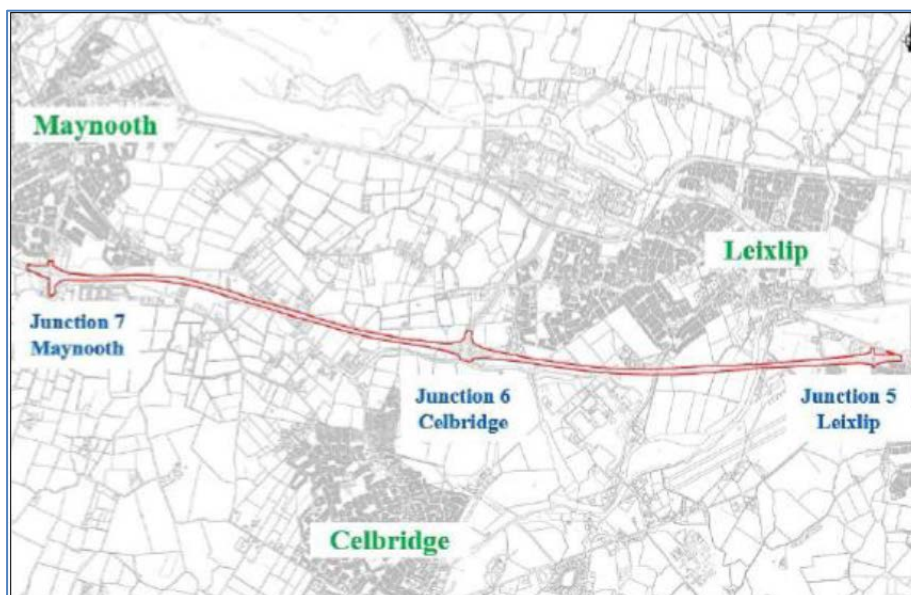 Maynooth
Leixlip
Junction 7
Maynooth
Junction 6
Celbridge
Junction 5
Leixlip
Celbridge